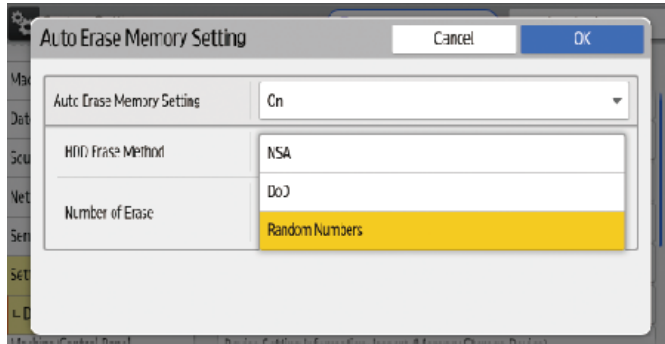 Auto Erase Memory Setting
Cancel
OK
Auto Erase Memory Setting
On
HDD Erase Method
NSA
DoD
Number of Erase
Random Numbers